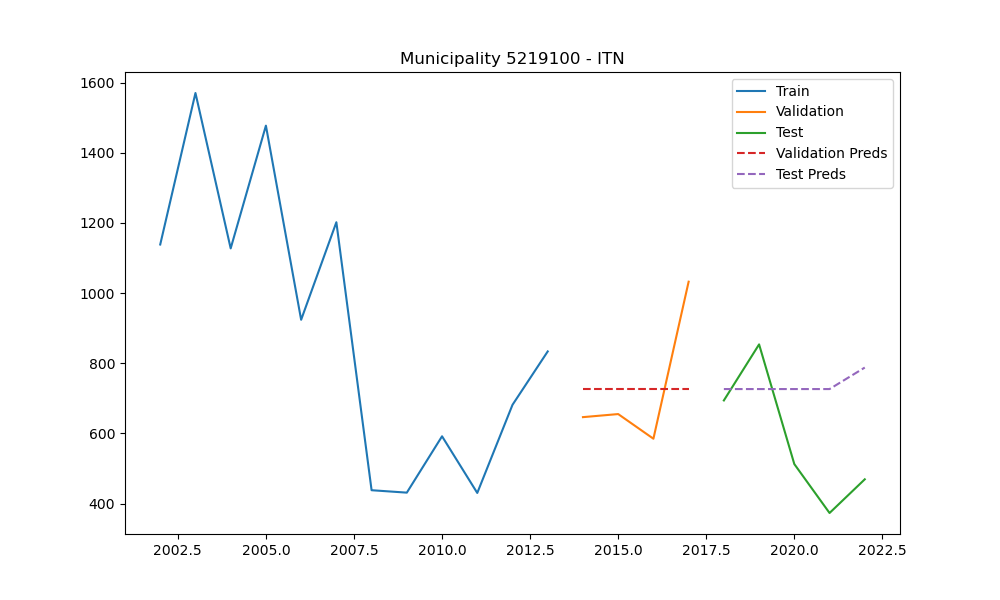 Municipality 5219100 - ITN
1600
1400
1200
1000
800
600
400
2002.5 2005.0 2007.5 2010.0 2012.5 2015.0 2017.5 2020.0 2022.5
Train
Validation
Test
Validation Preds
Test Preds